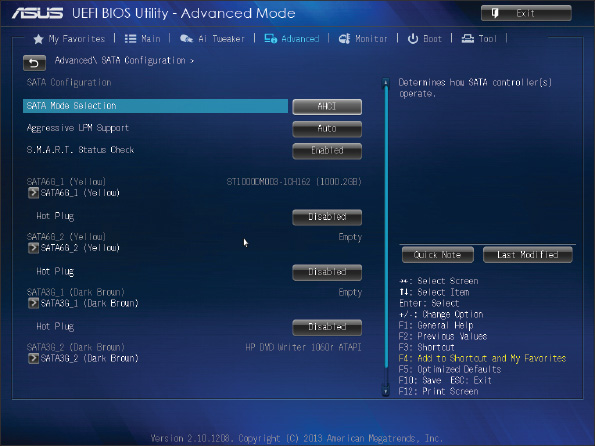 ASUS UEFI BIOS Utility - Advanced Mode
Exit
My Favorites
Main
Ai Tweaker
Advanced
Monitor
Boot
Tool
Advanced\ SATA Configuration >
SATA Configuration
SATA Mode Selection AHCI
Aggressive LPM Support Auto
S.M.A.R.T. Status Check Enabled
SATA6G_1 (Yellow) ST1000DM003-1CH162 (1000.2GB)
SATA6G_1 (Yellow)
Hot Plug Disabled
SATA6G_2 (Yellow) Empty
SATA6G_2 (Yellow)
Hot Plug Disabled
SATA3G_1 (Dark Brown) Empty
SATA3G_1 (Dark Brown)
Hot Plug Disabled
SATA3G_2 (Dark Brown) HP DVD Writer 1060r ATAPI
SATA3G_2 (Dark Brown)
Determines how SATA controller(s)
operate.
Quick Note
Last Modified
→←: Select Screen
↑↓: Select Item
Enter: Select
+/-: Change Option
F1: General Help
F2: Previous Values
F3: Shortcut
F4: Add to Shortcut and My Favorites
F5: Optimized Defaults
F10: Save ESC: Exit
F12: Print Screen
Version 2.10.1208. Copyright (C) 2013 American Megatrends, Inc.